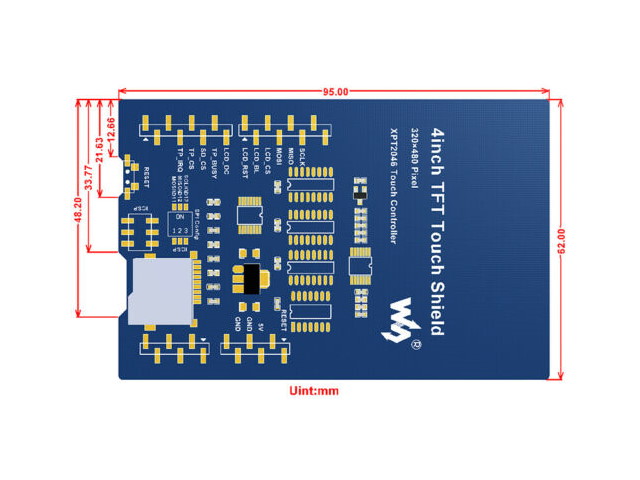 95.00
12.66
21.63
33.77
48.20
62.00
TP_IRQ
TP_CS
SD_CS
TP_BUSY
LCD_DC
LCD_RST
LCD_BL
LCD_CS
MOSI
MISO
SCLK
RESET
ICSP
SPI Config
ON
1 2 3
ICSP
4inch TFT Touch Shield
320×480 Pixel
XPT2046 Touch Controller
GND
GND
5V
RESET
WS®
Uint:mm